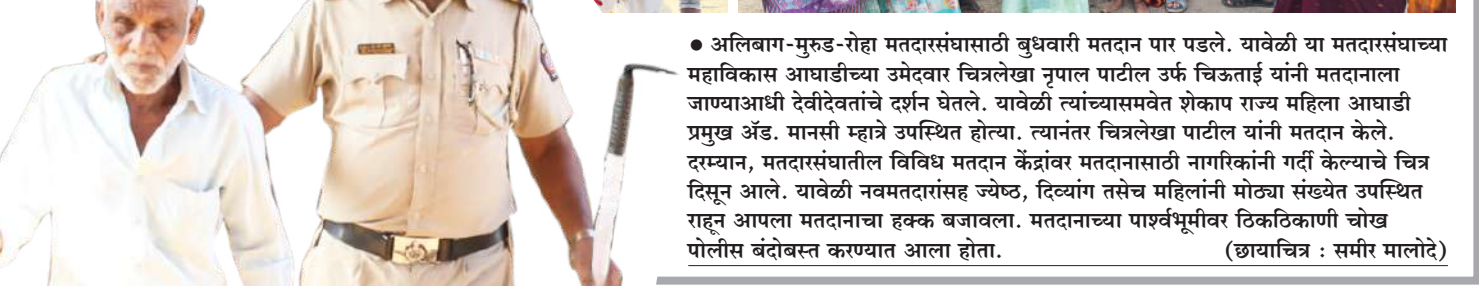 ● अलिबाग-मुरुड-रोहा मतदारसंघासाठी बुधवारी मतदान पार पडले. यावेळी या मतदारसंघाच्या
महाविकास आघाडीच्या उमेदवार चित्रलेखा नृपाल पाटील उर्फ चिऊताई यांनी मतदानाला
जाण्याआधी देवीदेवतांचे दर्शन घेतले. यावेळी त्यांच्यासमवेत शेकाप राज्य महिला आघाडी
प्रमुख ॲड. मानसी म्हात्रे उपस्थित होत्या. त्यानंतर चित्रलेखा पाटील यांनी मतदान केले.
दरम्यान, मतदारसंघातील विविध मतदान केंद्रांवर मतदानासाठी नागरिकांनी गर्दी केल्याचे चित्र
दिसून आले. यावेळी नवमतदारांसह ज्येष्ठ, दिव्यांग तसेच महिलांनी मोठ्या संख्येत उपस्थित
राहून आपला मतदानाचा हक्क बजावला. मतदानाच्या पार्श्वभूमीवर ठिकठिकाणी चोख
पोलीस बंदोबस्त करण्यात आला होता. (छायाचित्र : समीर मालोदे)